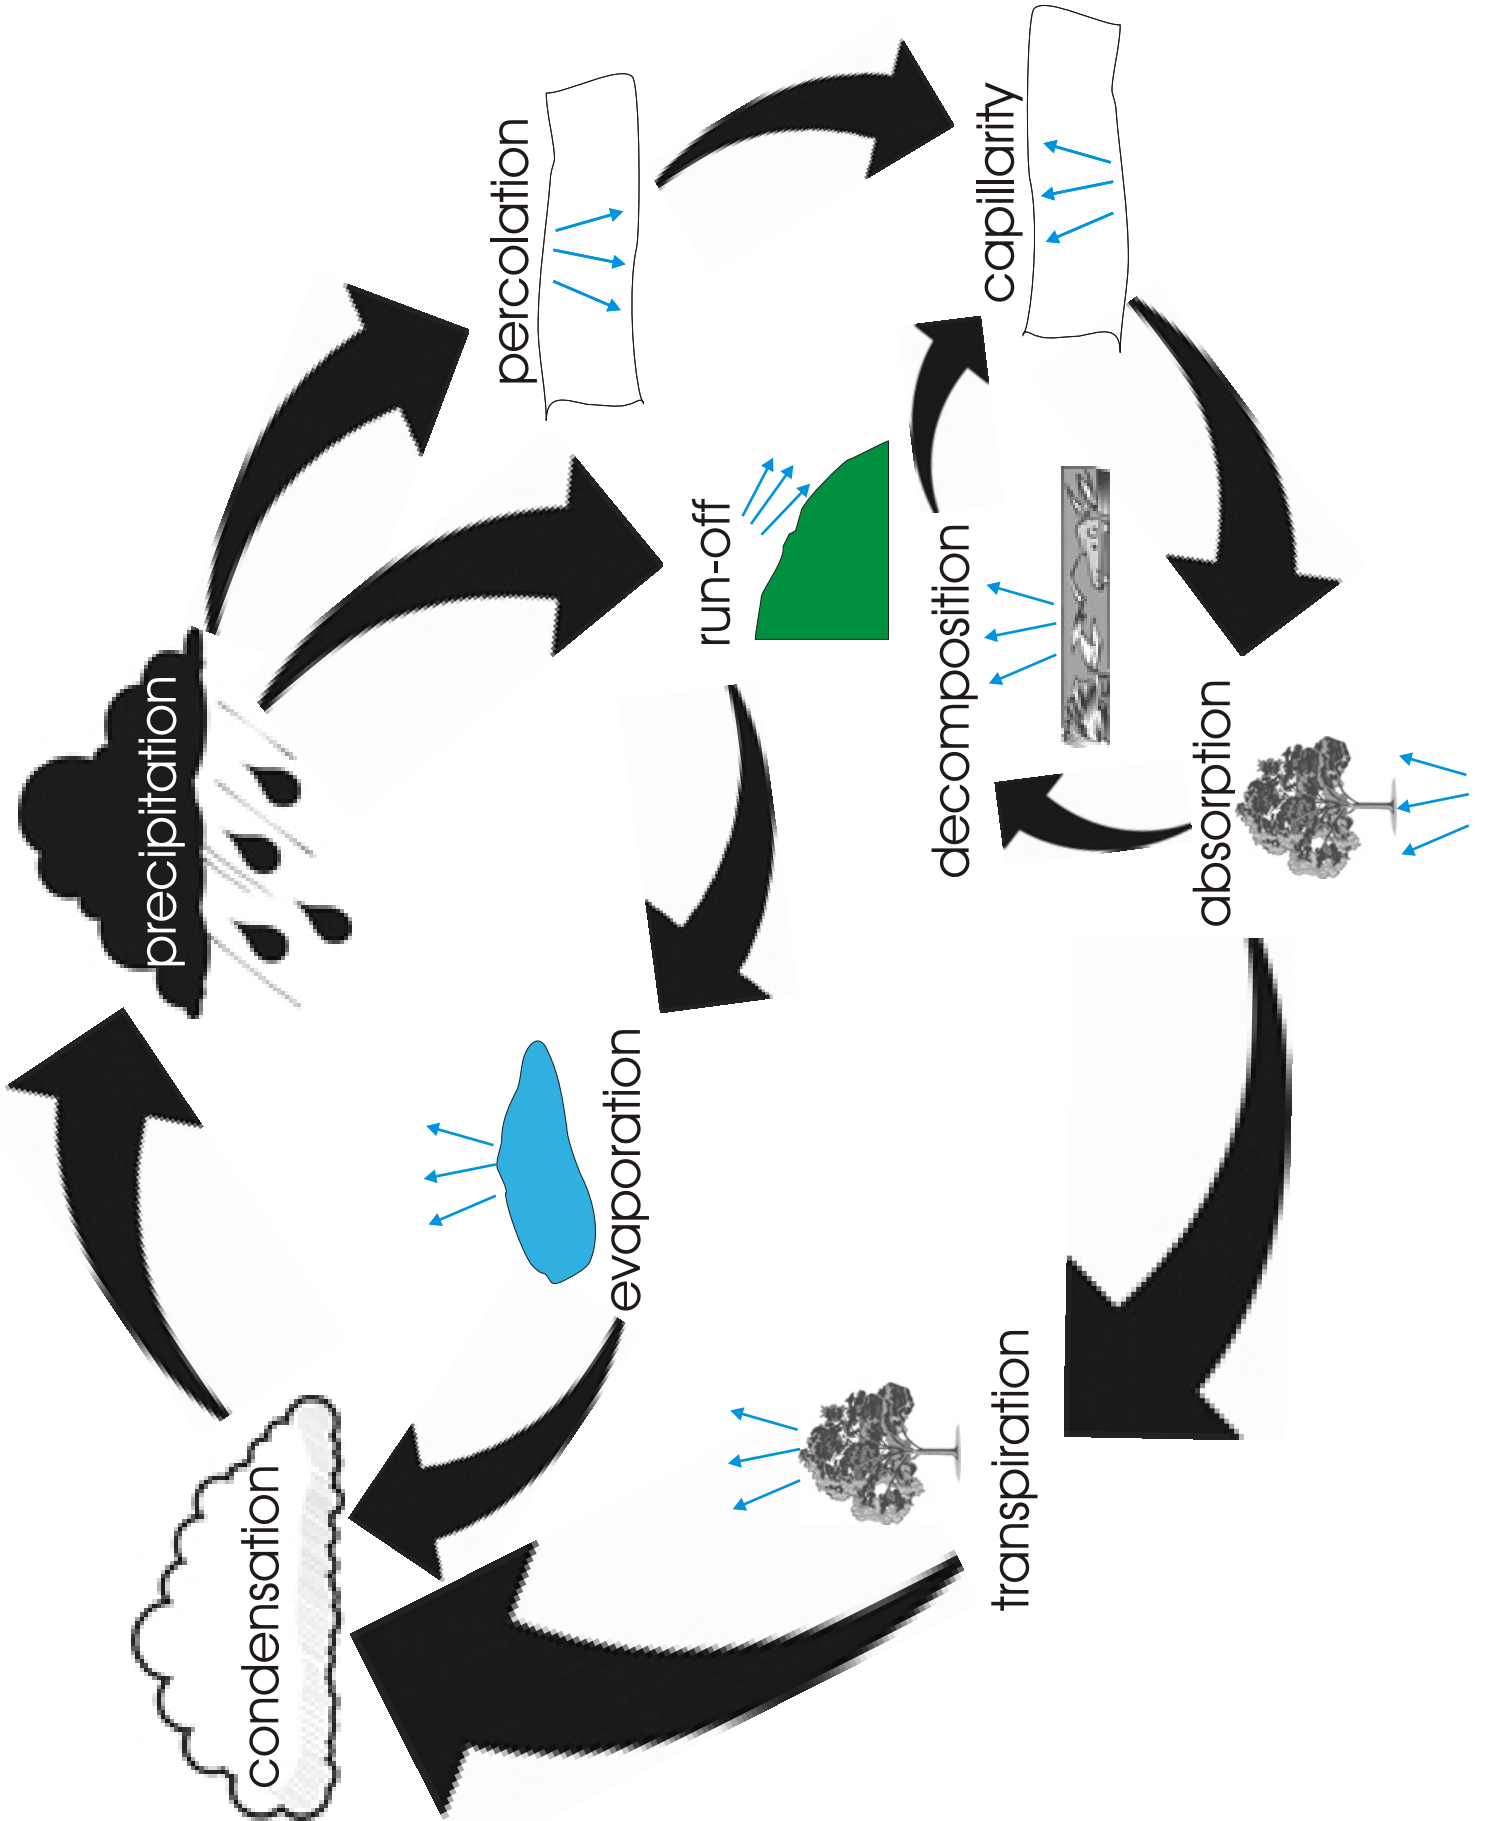 condensation
precipitation
evaporation
percolation
run-off
transpiration
decomposition
capillarity
absorption